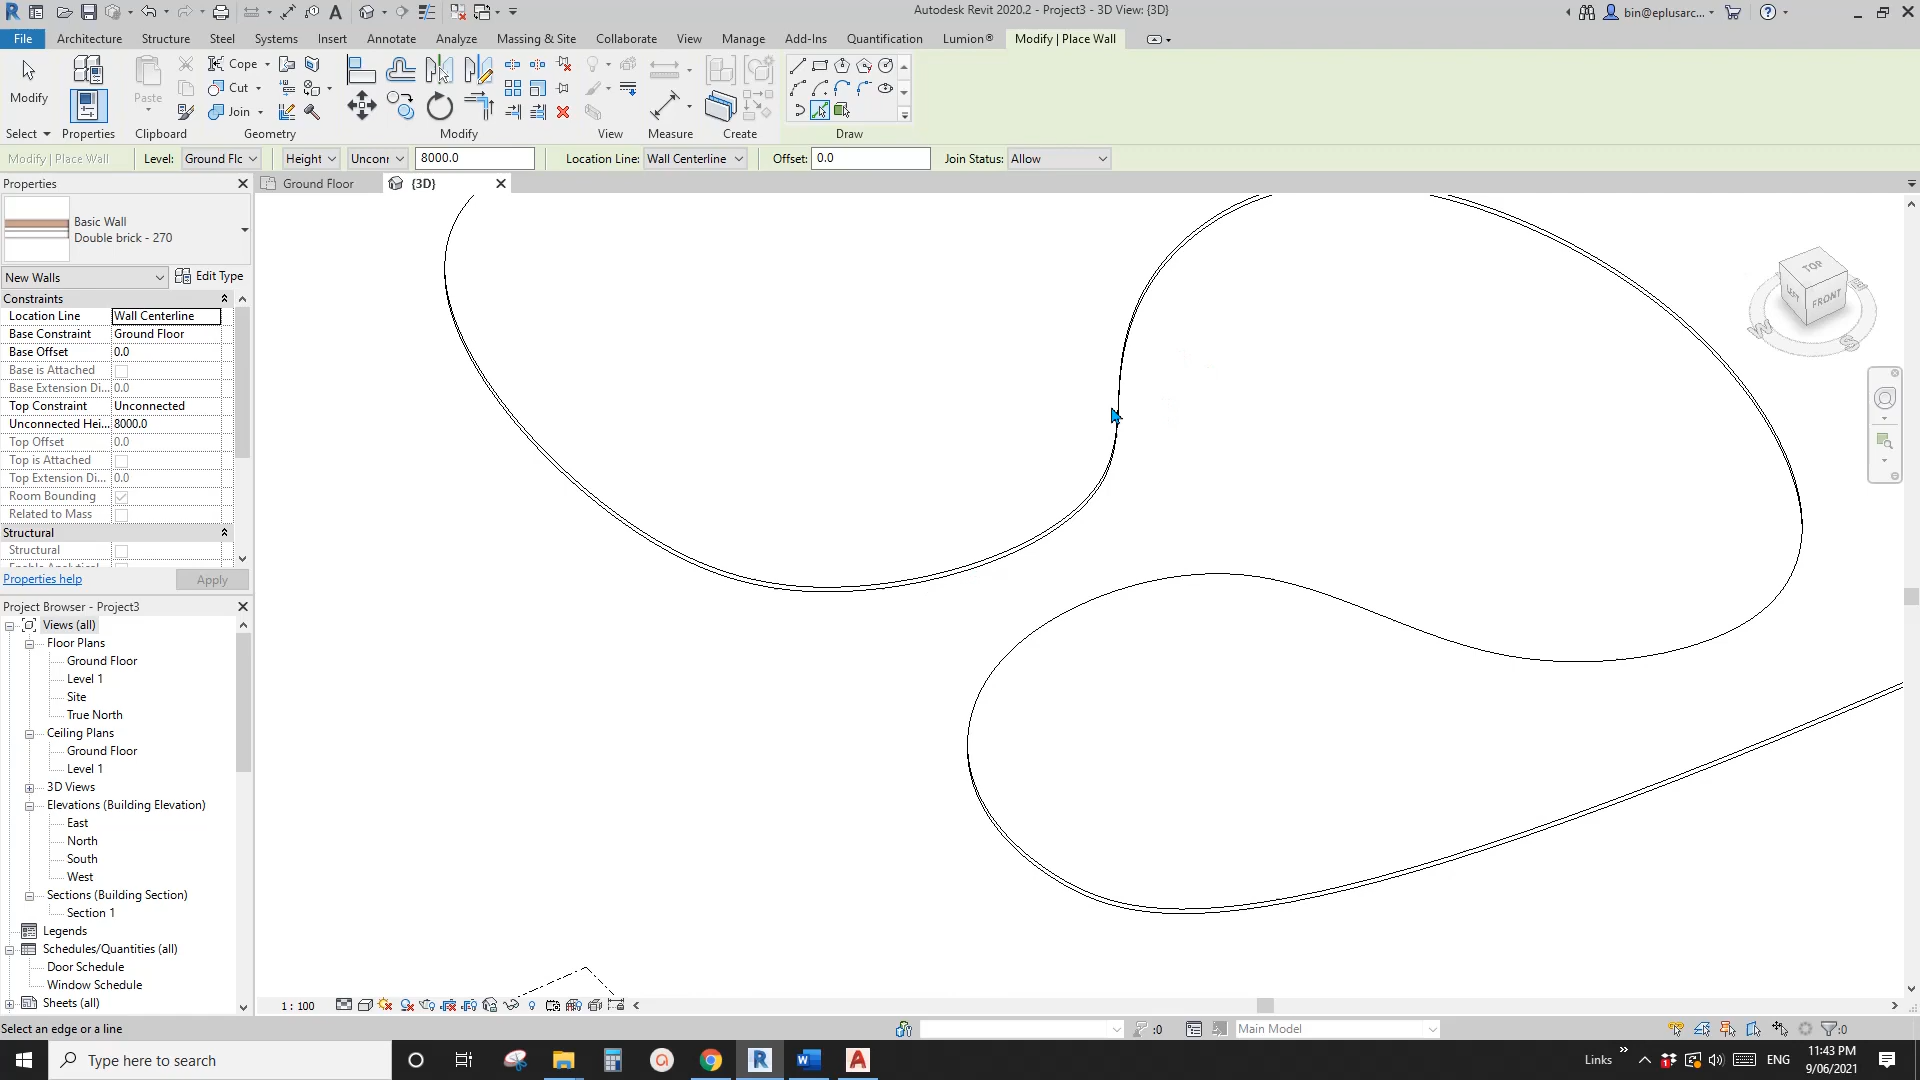 Autodesk Revit 2020.2 - Project3 - 3D View: {3D}
bin@eplusarc...
File Architecture Structure Steel Systems Insert Annotate Analyze Massing & Site Collaborate View Manage Add-Ins Quantification Lumion® Modify | Place Wall
Modify
Paste
Cope
Cut
Join
Select Properties Clipboard Geometry Modify View Measure Create Draw
Modify | Place Wall Level: Ground Flc Height Unconr 8000.0 Location Line: Wall Centerline Offset: 0.0 Join Status: Allow
Properties
Ground Floor
{3D}
Basic Wall
Double brick - 270
New Walls
Edit Type
Constraints
Location Line Wall Centerline
Base Constraint Ground Floor
Base Offset 0.0
Base is Attached
Base Extension Di... 0.0
Top Constraint Unconnected
Unconnected Hei... 8000.0
Top Offset 0.0
Top is Attached
Top Extension Di... 0.0
Room Bounding
Related to Mass
Structural
Structural
Properties help
Apply
TOP
LEFT FRONT
W S
Project Browser - Project3
Views (all)
Floor Plans
Ground Floor
Level 1
Site
True North
Ceiling Plans
Ground Floor
Level 1
3D Views
Elevations (Building Elevation)
East
North
South
West
Sections (Building Section)
Section 1
Legends
Schedules/Quantities (all)
Door Schedule
Window Schedule
Sheets (all)
1 : 100
Select an edge or a line
:0
Main Model
:0
Type here to search
Links
ENG
11:43 PM
9/06/2021